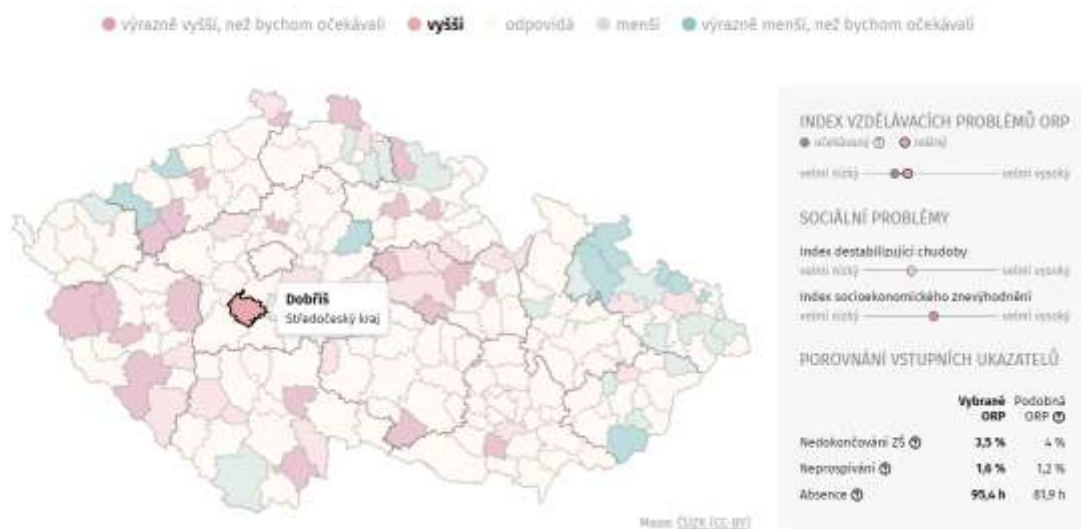 výrazně vyšší, než bychom očekávali vyšší odpovídá menší výrazně menší, než bychom očekávali
Dobříš
Středočeský kraj
Mapa: ČÚZK (CC-BY)
INDEX VZDĚLÁVACÍCH PROBLÉMŮ ORP
očekávaný reálný
velmi nízký velmi vysoký
SOCIÁLNÍ PROBLÉMY
Index destabilizující chudoby
velmi nízký velmi vysoký
Index socioekonomického znevýhodnění
velmi nízký velmi vysoký
POROVNÁNÍ VSTUPNÍCH UKAZATELŮ
Vybrané Podobná
ORP ORP
Nedokončování ZŠ 3,5 % 4 %
Neprospívání 1,6 % 1,2 %
Absence 95,4 h 81,9 h